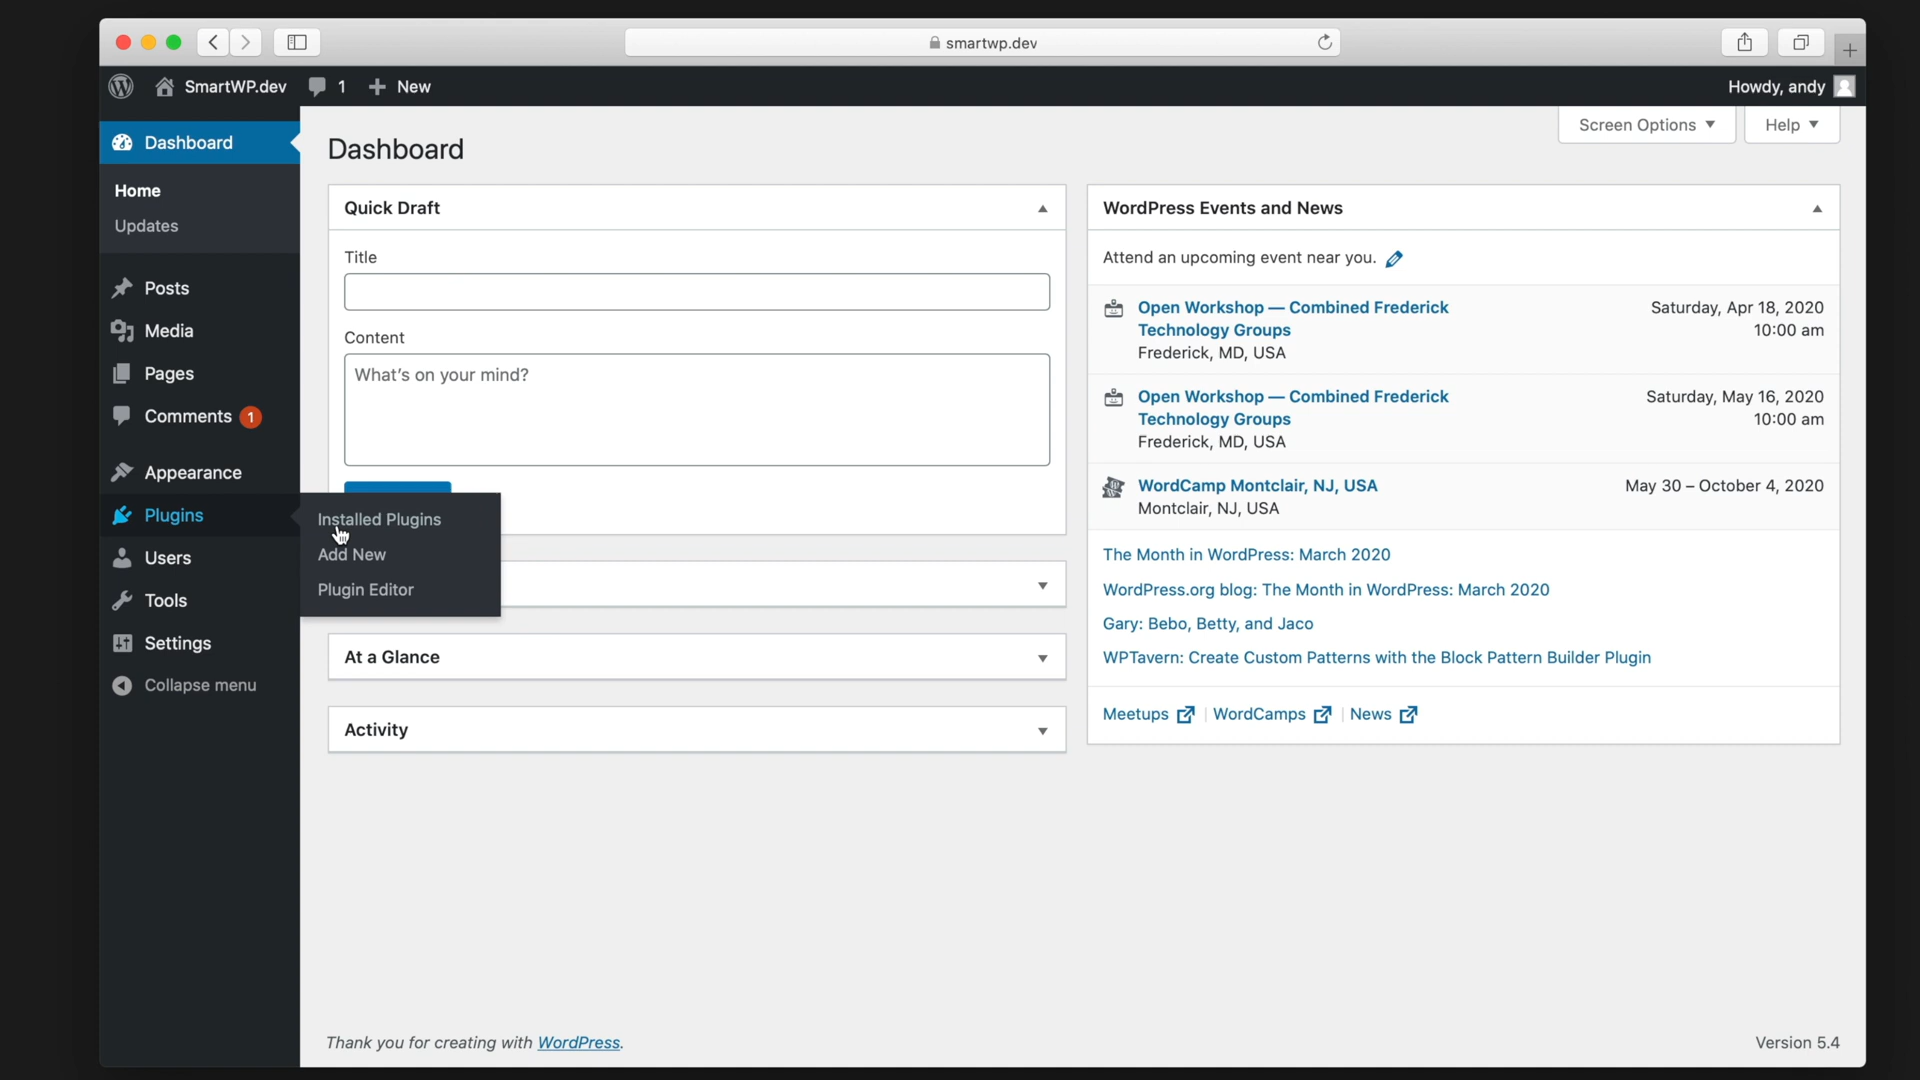 smartwp.dev
SmartWP.dev 1 New
Howdy, andy
Dashboard
Home
Updates
Posts
Media
Pages
Comments 1
Appearance
Plugins
Users
Tools
Settings
Collapse menu
Installed Plugins
Add New
Plugin Editor
Screen Options
Help
Dashboard
Quick Draft
Title
Content
What's on your mind?
At a Glance
Activity
WordPress Events and News
Attend an upcoming event near you.
Open Workshop — Combined Frederick
Technology Groups
Frederick, MD, USA
Saturday, Apr 18, 2020
10:00 am
Open Workshop — Combined Frederick
Technology Groups
Frederick, MD, USA
Saturday, May 16, 2020
10:00 am
WordCamp Montclair, NJ, USA
Montclair, NJ, USA
May 30 – October 4, 2020
The Month in WordPress: March 2020
WordPress.org blog: The Month in WordPress: March 2020
Gary: Bebo, Betty, and Jaco
WPTavern: Create Custom Patterns with the Block Pattern Builder Plugin
Meetups | WordCamps | News
Thank you for creating with WordPress.
Version 5.4